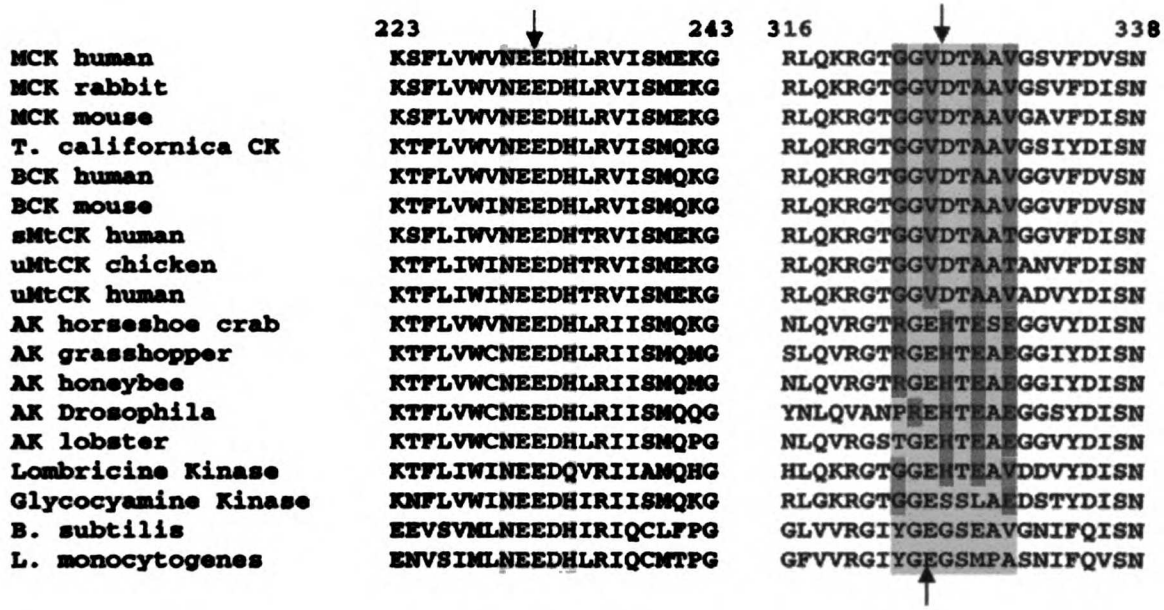 223 243 316 338
MCK human KSFLVWVNEEDHLRVISMEKG RLQKRGTGGVDTAAVGSVFDVSN
MCK rabbit KSFLVWVNEEDHLRVISMEKG RLQKRGTGGVDTAAVGSVFDISN
MCK mouse KSFLVWVNEEDHLRVISMEKG RLQKRGTGGVDTAAVGAVFDISN
T. californica CK KTFLVWVNEEDHLRVISMQKG RLQKRGTGGVDTAAVGSIYDISN
BCK human KTFLVWINEEDHLRVISMQKG RLQKRGTGGVDTAAVGGVFDVSN
BCK mouse KTFLVWINEEDHLRVISMQKG RLQKRGTGGVDTAAVGGVFDVSN
sMtCK human KSFLIWVNEEDHTRVISMEKG RLQKRGTGGVDTAATGGVFDISN
uMtCK chicken KTFLIWINEEDHTRVISMEKG RLQKRGTGGVDTAATANVFDISN
uMtCK human KTFLIWINEEDHTRVISMEKG RLQKRGTGGVDTAAVADVYDISN
AK horseshoe crab KTFLVWVNEEDHLRIISMQKG NLQVRGTRGEHTESEGGVYDISN
AK grasshopper KTFLVWCNEEDHLRIISMQMG SLQVRGTRGEHTEAEGGIYDISN
AK honeybee KTFLVWCNEEDHLRIISMQMG NLQVRGTRGEHTEAEGGIYDISN
AK Drosophila KTFLVWCNEEDHLRIISMQQG YNLQVANPREHTEAEGGSYDISN
AK lobster KTFLVWCNEEDHLRIISMQPG NLQVRGSTGEHTEAEGGVYDISN
Lombricine Kinase KTFLIWINEEDQVRIIAMQHG HLQKRGTGGEHTEAVDDVYDISN
Glycocyamine Kinase KNFLVWINEEDHIRIISMQKG RLGKRGTGGESSLAEDSTYDISN
B. subtilis EEVSVMLNEEDHIRIQCLFPG GLVVRGIYGEGSEAVGNIFQISN
L. monocytogenes ENVSIMLNEEDHLRIQCMTPG GFVVRGIYGEGSMPASNIFQVSN